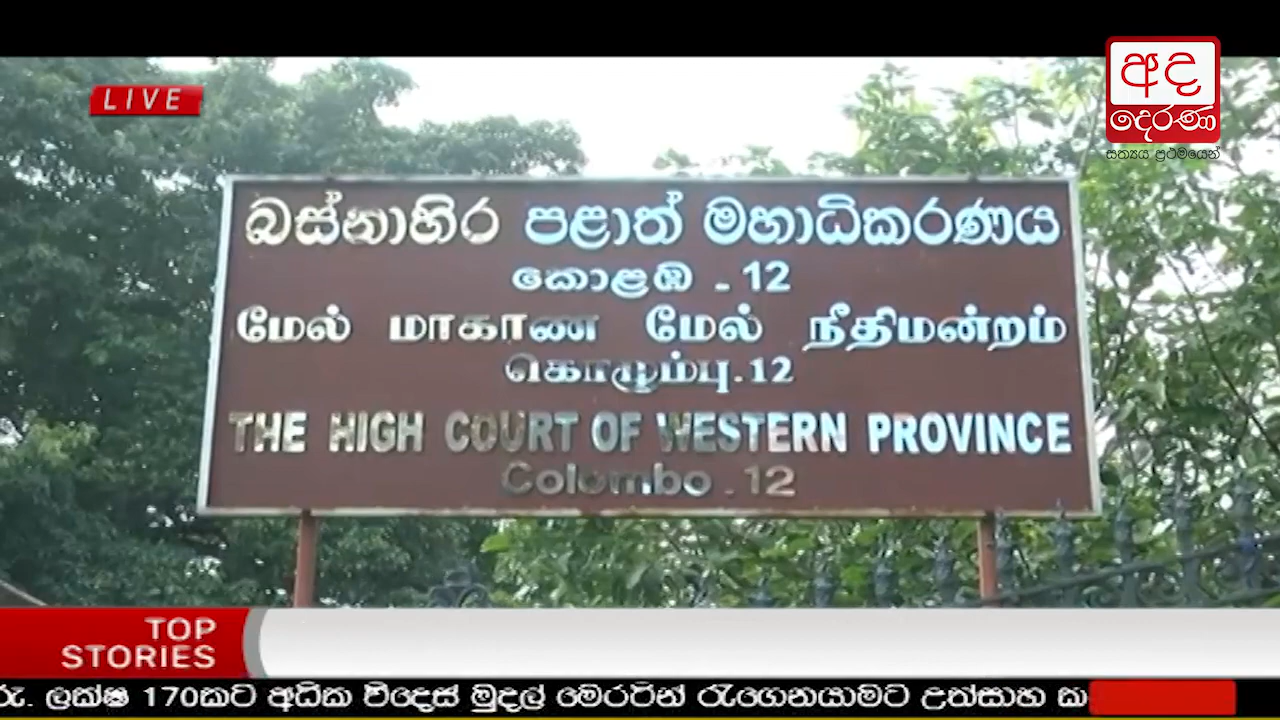 LIVE
අද
දෙරණ
සත්‍යය ප්‍රථමයෙන්
බස්නාහිර පළාත් මහාධිකරණය
කොළඹ - 12
மேல் மாகாண மேல் நீதிமன்றம்
கொழும்பு.12
THE HIGH COURT OF WESTERN PROVINCE
Colombo - 12
TOP
STORIES
රු. ලක්ෂ 170කට අධික විදෙස් මුදල් මෙරටින් රැගෙනයාමට උත්සාහ